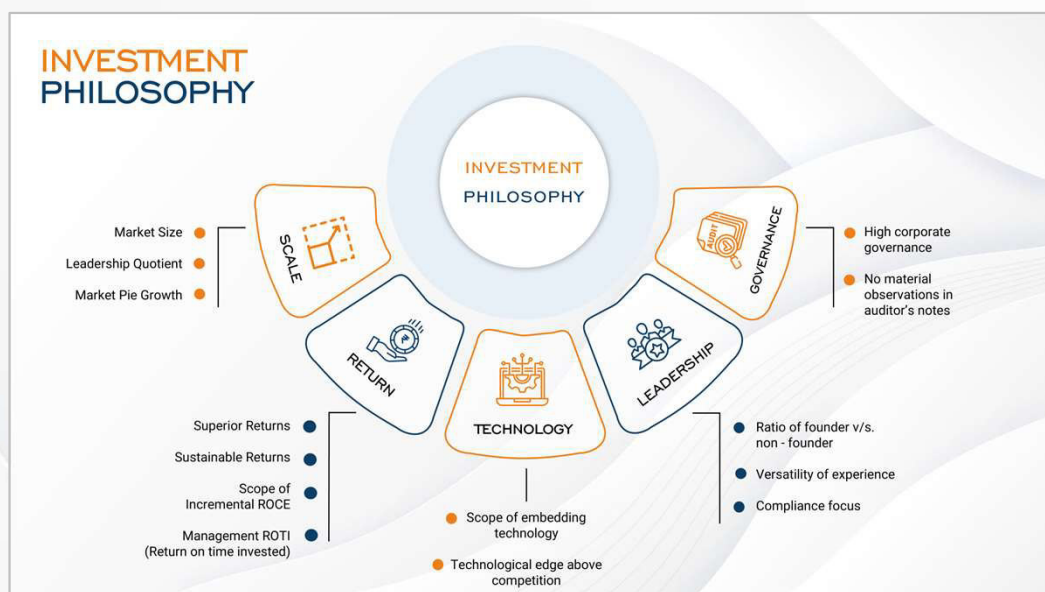 INVESTMENT
PHILOSOPHY
INVESTMENT
PHILOSOPHY
SCALE
Market Size
Leadership Quotient
Market Pie Growth
RETURN
Superior Returns
Sustainable Returns
Scope of
Incremental ROCE
Management ROTI
(Return on time invested)
TECHNOLOGY
Scope of embedding
technology
Technological edge above
competition
LEADERSHIP
Ratio of founder v/s.
non - founder
Versatility of experience
Compliance focus
AUDIT
GOVERNANCE
High corporate
governance
No material
observations in
auditor's notes